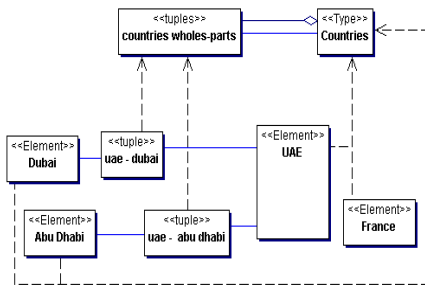 <<tuples>>
countries wholes-parts
<<Type>>
Countries
<<Element>>
Dubai
<<tuple>>
uae - dubai
<<Element>>
UAE
<<Element>>
Abu Dhabi
<<tuple>>
uae - abu dhabi
<<Element>>
France